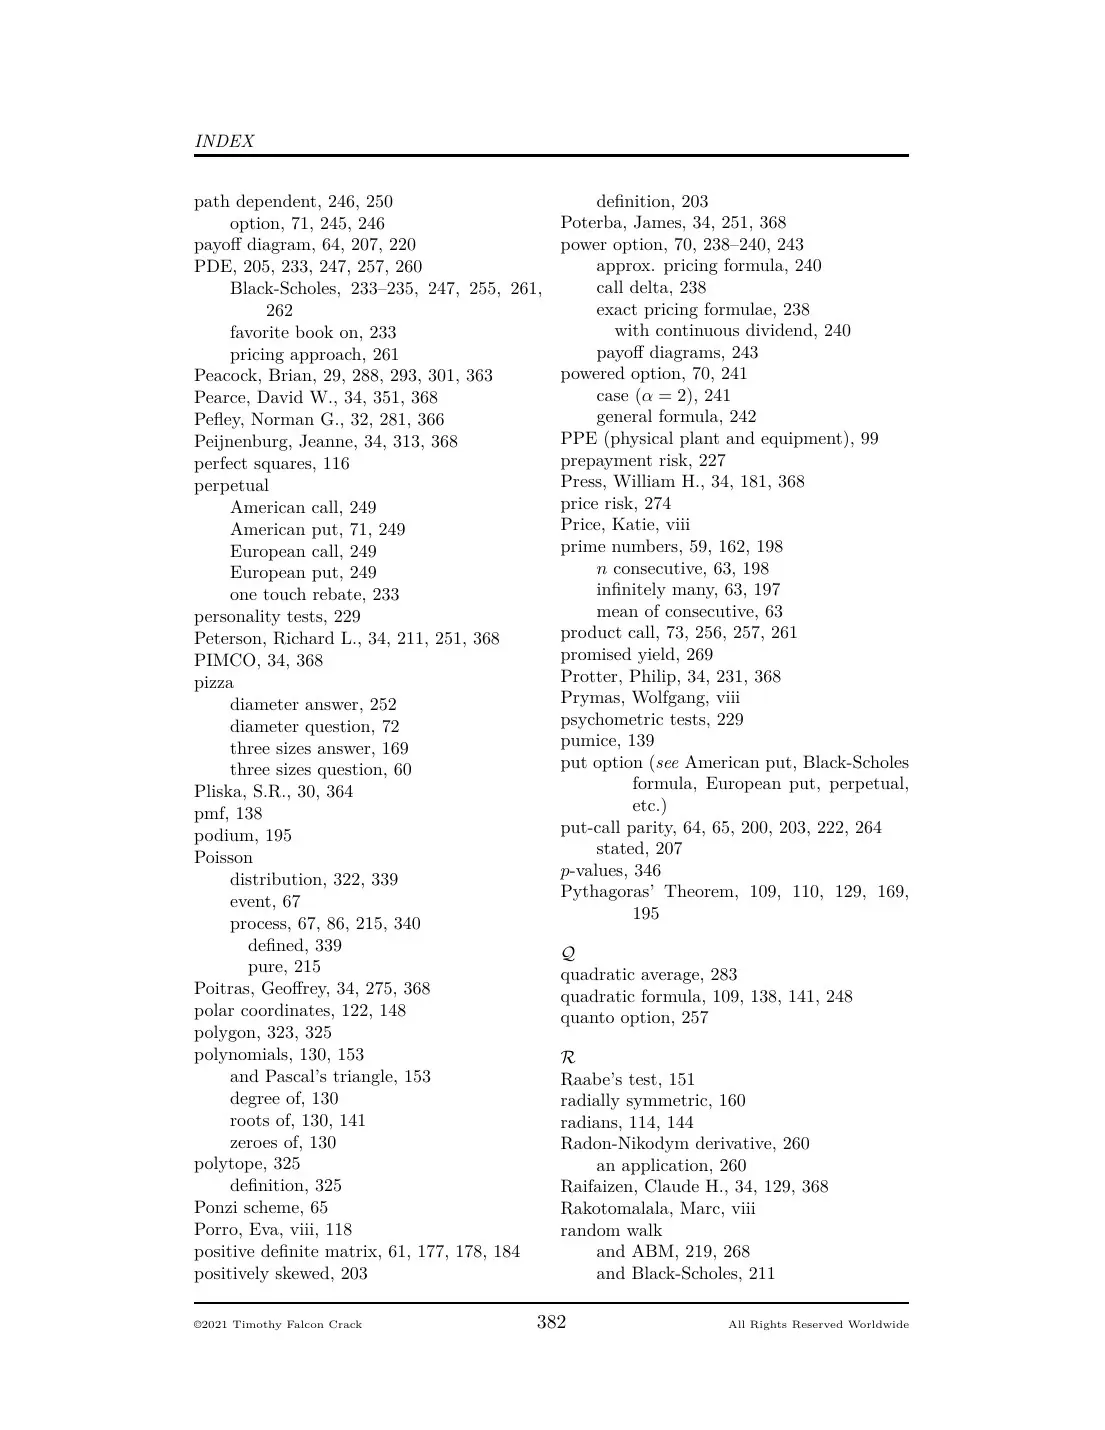 INDEX
path dependent, 246, 250
option, 71, 245, 246
payoff diagram, 64, 207, 220
PDE, 205, 233, 247, 257, 260
Black-Scholes, 233–235, 247, 255, 261,
262
favorite book on, 233
pricing approach, 261
Peacock, Brian, 29, 288, 293, 301, 363
Pearce, David W., 34, 351, 368
Pefley, Norman G., 32, 281, 366
Peijnenburg, Jeanne, 34, 313, 368
perfect squares, 116
perpetual
American call, 249
American put, 71, 249
European call, 249
European put, 249
one touch rebate, 233
personality tests, 229
Peterson, Richard L., 34, 211, 251, 368
PIMCO, 34, 368
pizza
diameter answer, 252
diameter question, 72
three sizes answer, 169
three sizes question, 60
Pliska, S.R., 30, 364
pmf, 138
podium, 195
Poisson
distribution, 322, 339
event, 67
process, 67, 86, 215, 340
defined, 339
pure, 215
Poitras, Geoffrey, 34, 275, 368
polar coordinates, 122, 148
polygon, 323, 325
polynomials, 130, 153
and Pascal's triangle, 153
degree of, 130
roots of, 130, 141
zeroes of, 130
polytope, 325
definition, 325
Ponzi scheme, 65
Porro, Eva, viii, 118
positive definite matrix, 61, 177, 178, 184
positively skewed, 203
definition, 203
Poterba, James, 34, 251, 368
power option, 70, 238–240, 243
approx. pricing formula, 240
call delta, 238
exact pricing formulae, 238
with continuous dividend, 240
payoff diagrams, 243
powered option, 70, 241
case (α = 2), 241
general formula, 242
PPE (physical plant and equipment), 99
prepayment risk, 227
Press, William H., 34, 181, 368
price risk, 274
Price, Katie, viii
prime numbers, 59, 162, 198
n consecutive, 63, 198
infinitely many, 63, 197
mean of consecutive, 63
product call, 73, 256, 257, 261
promised yield, 269
Protter, Philip, 34, 231, 368
Prymas, Wolfgang, viii
psychometric tests, 229
pumice, 139
put option (see American put, Black-Scholes
formula, European put, perpetual,
etc.)
put-call parity, 64, 65, 200, 203, 222, 264
stated, 207
p-values, 346
Pythagoras' Theorem, 109, 110, 129, 169,
195
Q
quadratic average, 283
quadratic formula, 109, 138, 141, 248
quanto option, 257
R
Raabe's test, 151
radially symmetric, 160
radians, 114, 144
Radon-Nikodym derivative, 260
an application, 260
Raifaizen, Claude H., 34, 129, 368
Rakotomalala, Marc, viii
random walk
and ABM, 219, 268
and Black-Scholes, 211
©2021 Timothy Falcon Crack 382 All Rights Reserved Worldwide